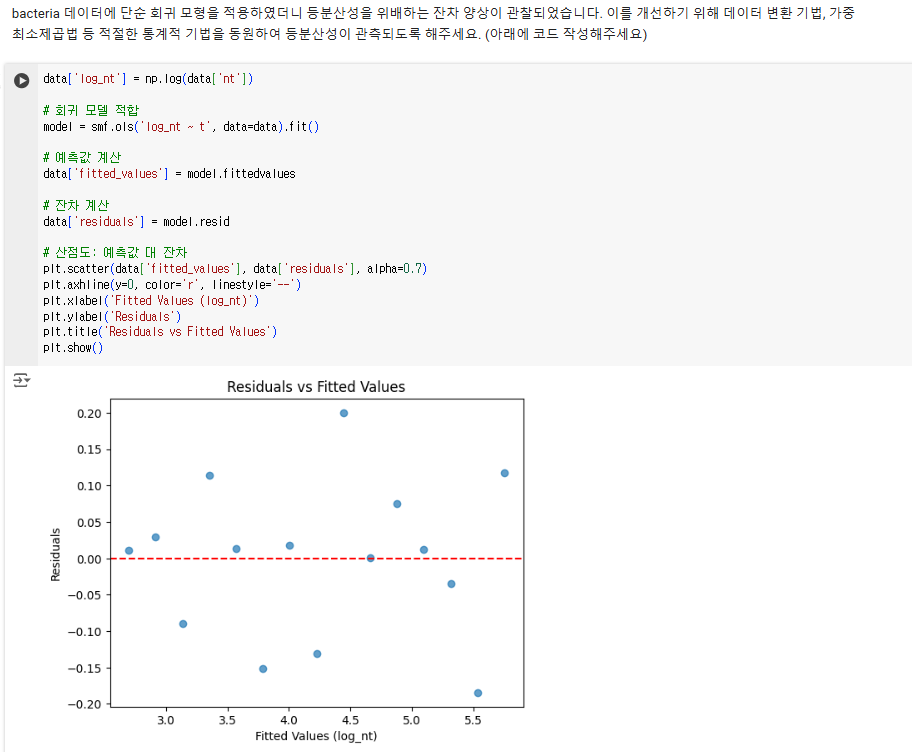 bacteria 데이터에 단순 회귀 모형을 적용하였더니 등분산성을 위배하는 잔차 양상이 관찰되었습니다. 이를 개선하기 위해 데이터 변환 기법, 가중
최소제곱법 등 적절한 통계적 기법을 동원하여 등분산성이 관측되도록 해주세요. (아래에 코드 작성해주세요)
data['log_nt'] = np.log(data['nt'])
# 회귀 모델 적합
model = smf.ols('log_nt ~ t', data=data).fit()
# 예측값 계산
data['fitted_values'] = model.fittedvalues
# 잔차 계산
data['residuals'] = model.resid
# 산점도: 예측값 대 잔차
plt.scatter(data['fitted_values'], data['residuals'], alpha=0.7)
plt.axhline(y=0, color='r', linestyle='--')
plt.xlabel('Fitted Values (log_nt)')
plt.ylabel('Residuals')
plt.title('Residuals vs Fitted Values')
plt.show()
Residuals vs Fitted Values
0.20
0.15
0.10
0.05
0.00
−0.05
−0.10
−0.15
−0.20
Residuals
3.0 3.5 4.0 4.5 5.0 5.5
Fitted Values (log_nt)